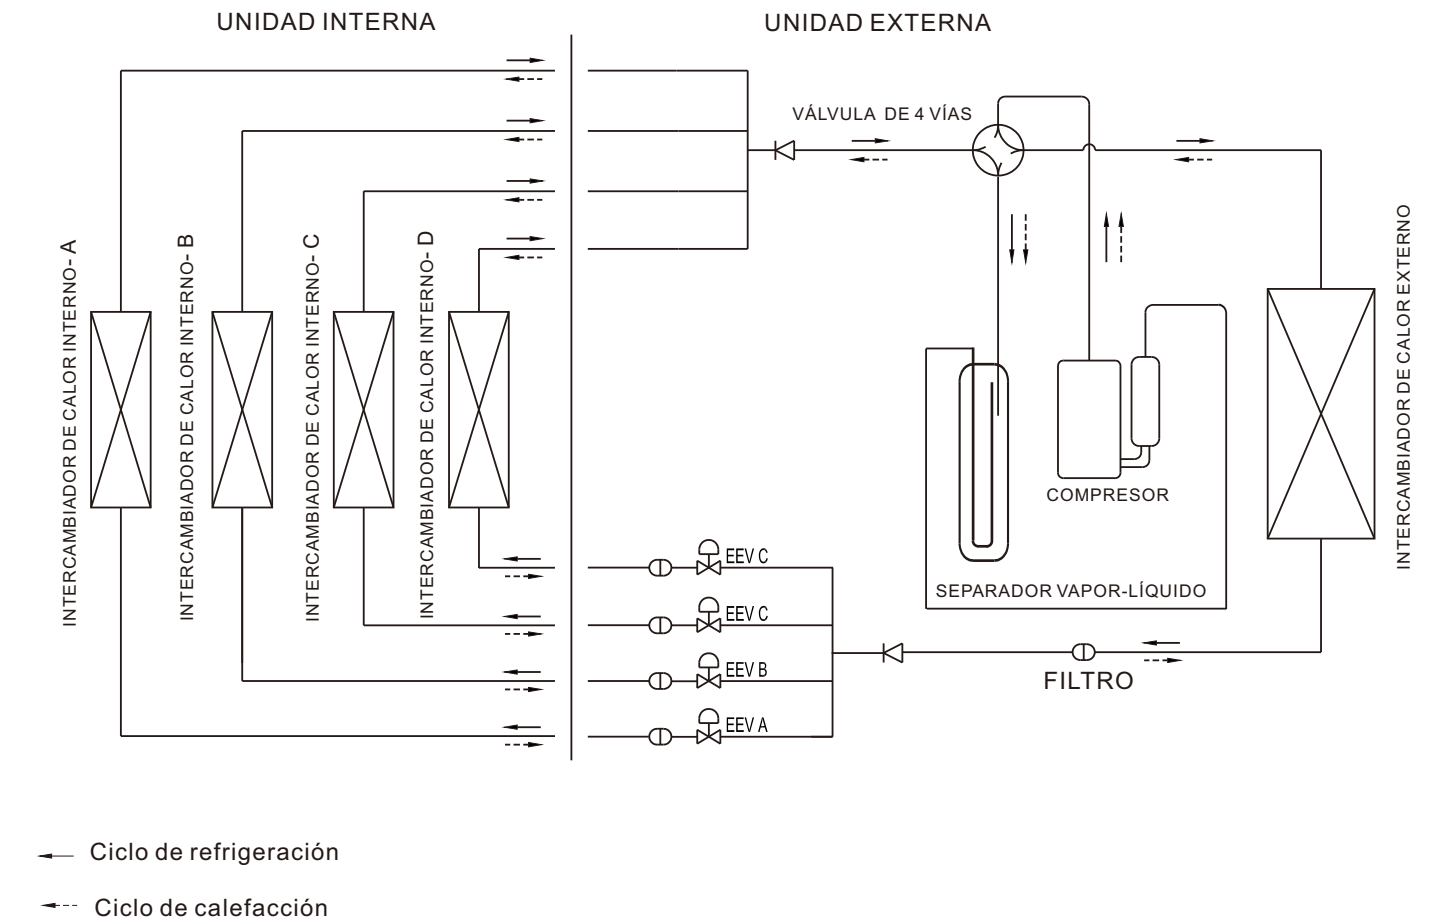 UNIDAD INTERNA
UNIDAD EXTERNA
VÁLVULA DE 4 VÍAS
INTERCAMBIADOR DE CALOR INTERNO- A
INTERCAMBIADOR DE CALOR INTERNO- B
INTERCAMBIADOR DE CALOR INTERNO- C
INTERCAMBIADOR DE CALOR INTERNO- D
INTERCAMBIADOR DE CALOR EXTERNO
COMPRESOR
EEV C
SEPARADOR VAPOR-LÍQUIDO
EEV C
EEV B
FILTRO
EEV A
Ciclo de refrigeración
Ciclo de calefacción